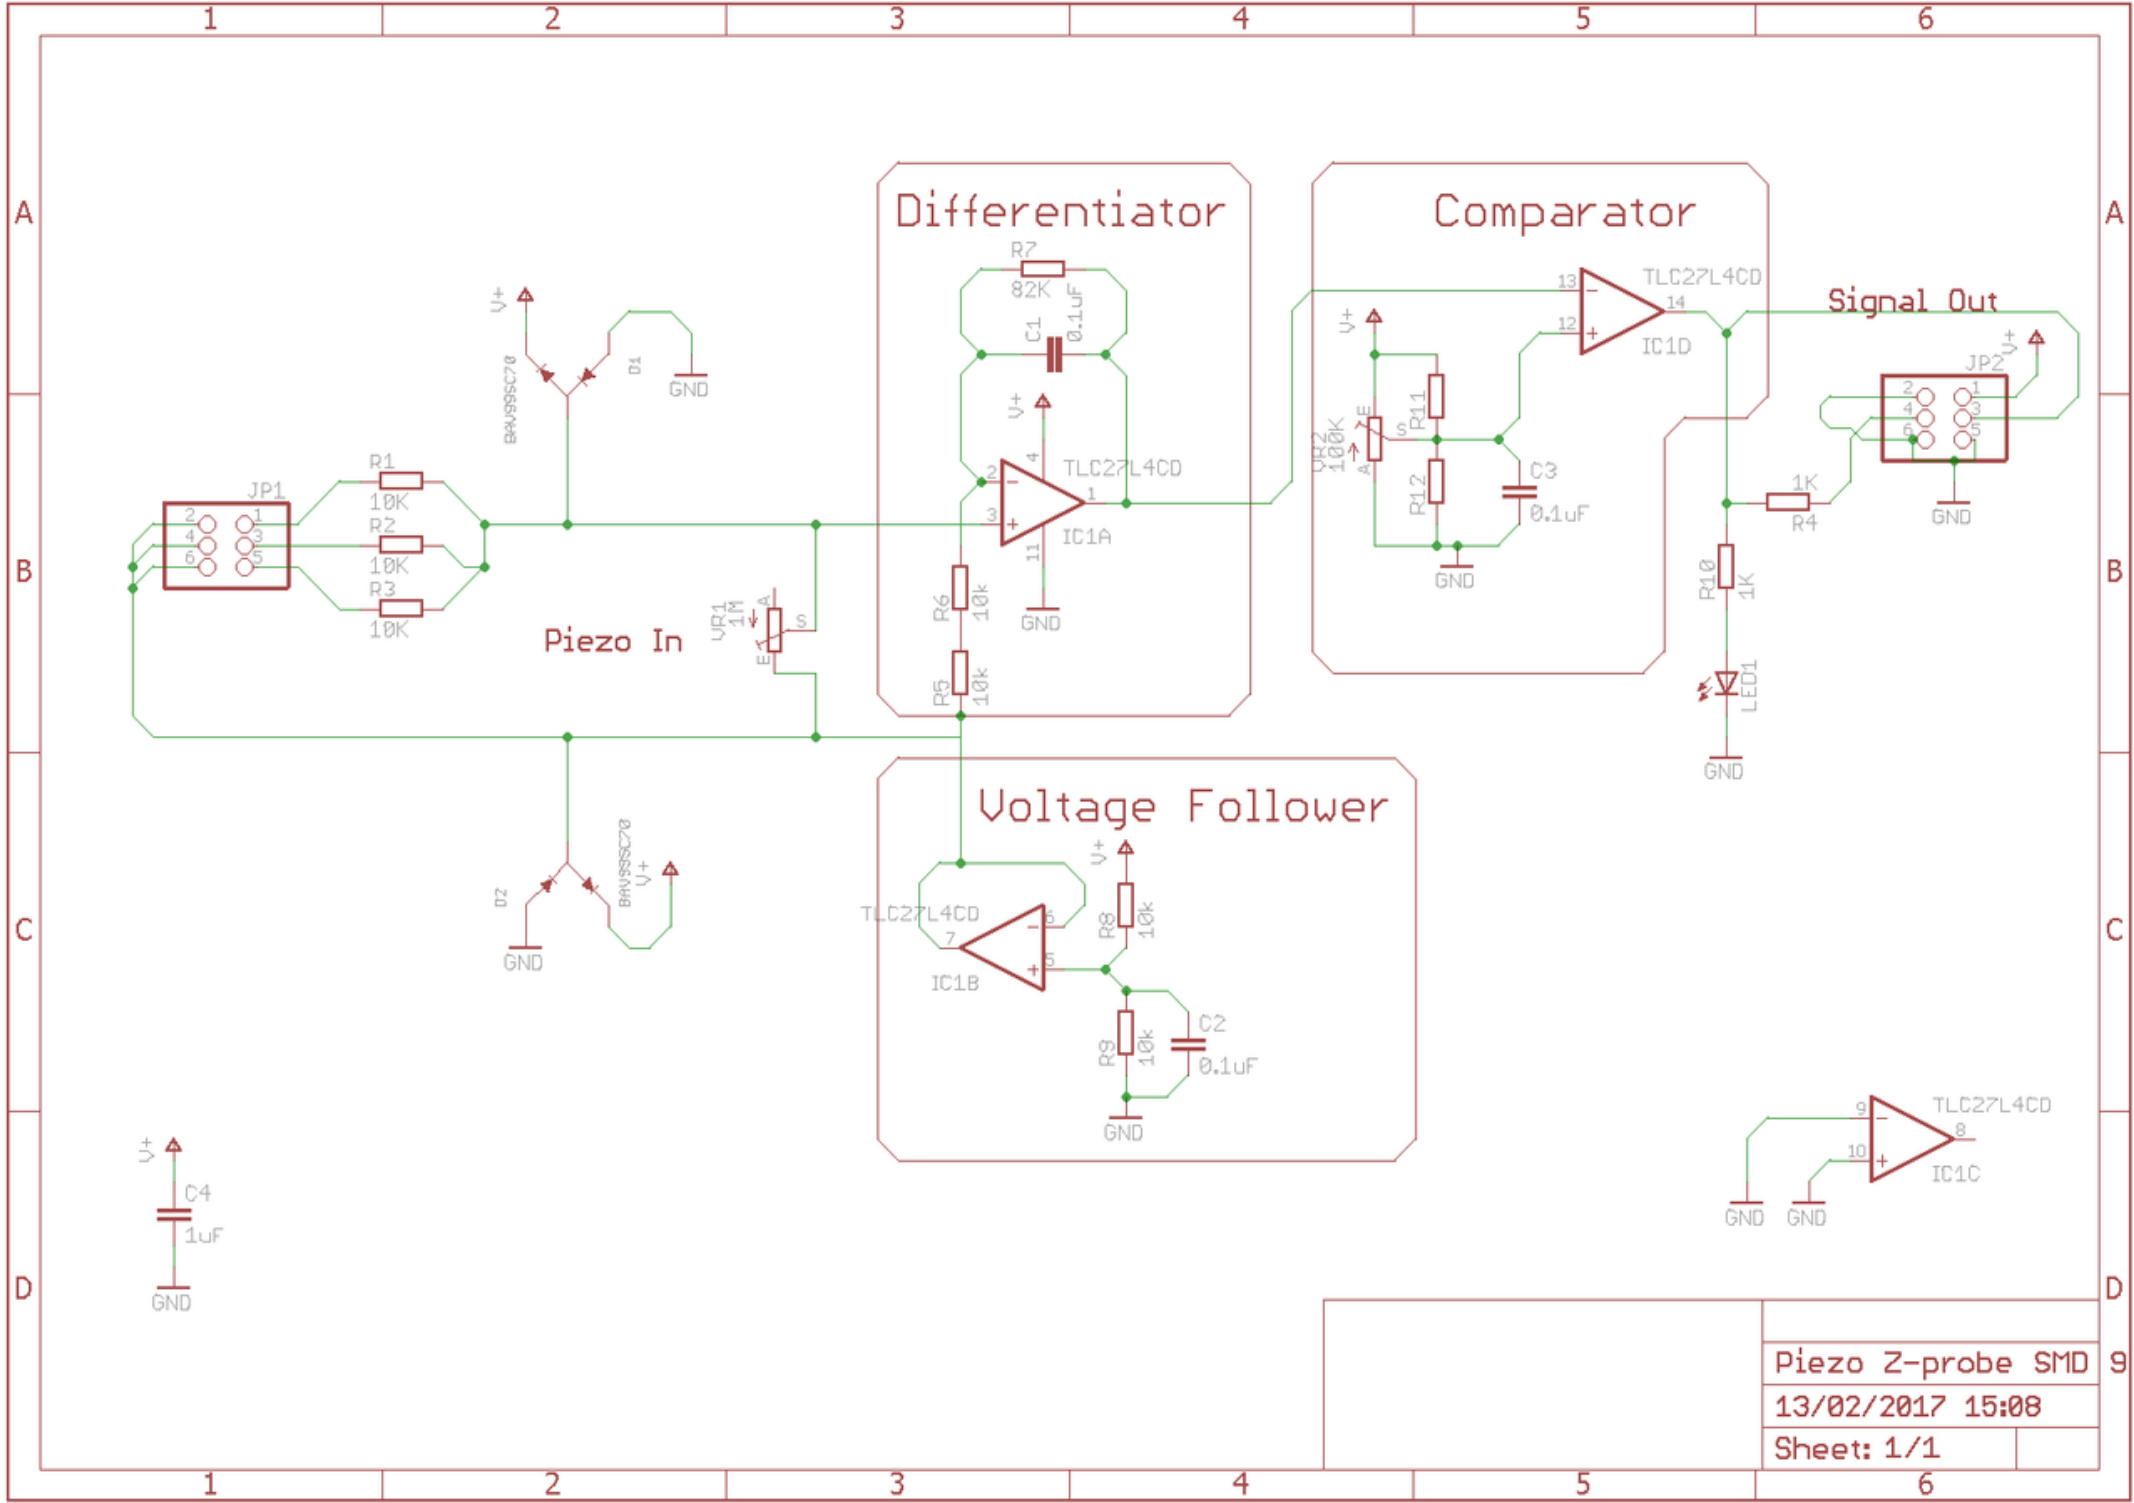 1 2 3 4 5 6
A
B
C
D
Differentiator
R7
82K
C1
0.1uF
V+
4
TLC27L4CD
2
3
1
11
IC1A
GND
R6
10k
R5
10k
Comparator
13
12
14
TLC27L4CD
IC1D
V+
R11
E
S
A
VR2
100K
R12
C3
0.1uF
GND
Signal Out
V+
JP2
2 1
4 3
6 5
1K
R4
GND
R10
1K
LED1
GND
V+
BAV99SC70
D1
GND
JP1
2 1
4 3
6 5
R1
10K
R2
10K
R3
10K
Piezo In
VR1
1M
A
S
E
D2
BAV99SC70
V+
GND
Voltage Follower
V+
TLC27L4CD
7
6
5
IC1B
R8
10k
R9
10k
C2
0.1uF
GND
V+
C4
1uF
GND
TLC27L4CD
9
10
8
IC1C
GND GND
Piezo Z-probe SMD 9
13/02/2017 15:08
Sheet: 1/1
A
B
C
D
1 2 3 4 5 6